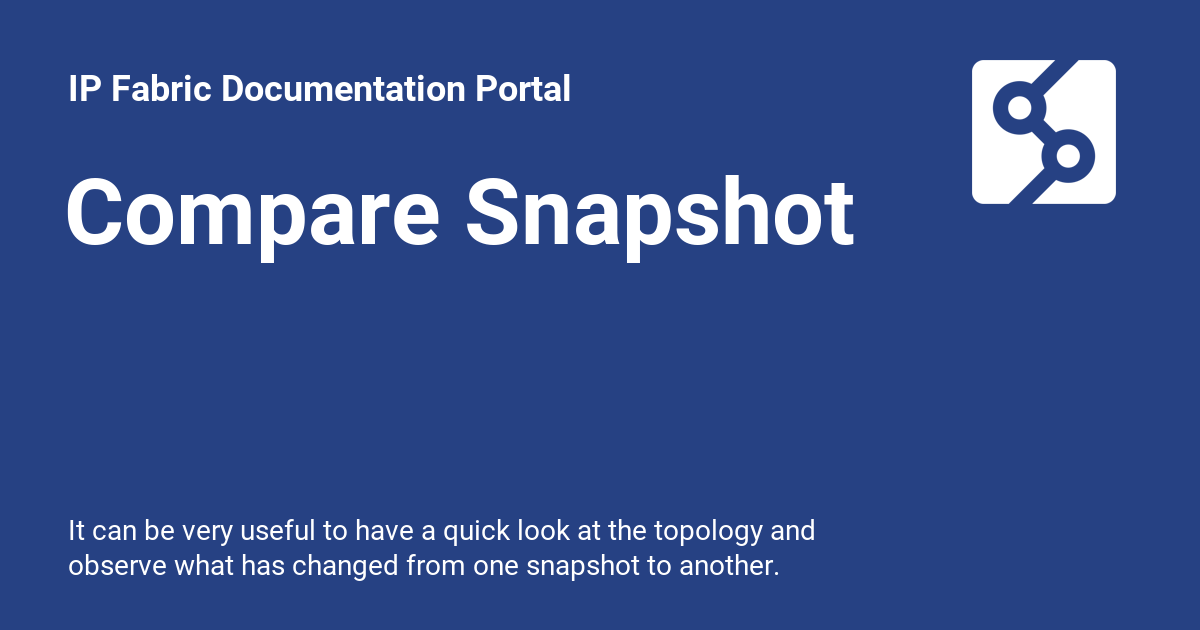 IP Fabric Documentation Portal
Compare Snapshot
It can be very useful to have a quick look at the topology and
observe what has changed from one snapshot to another.